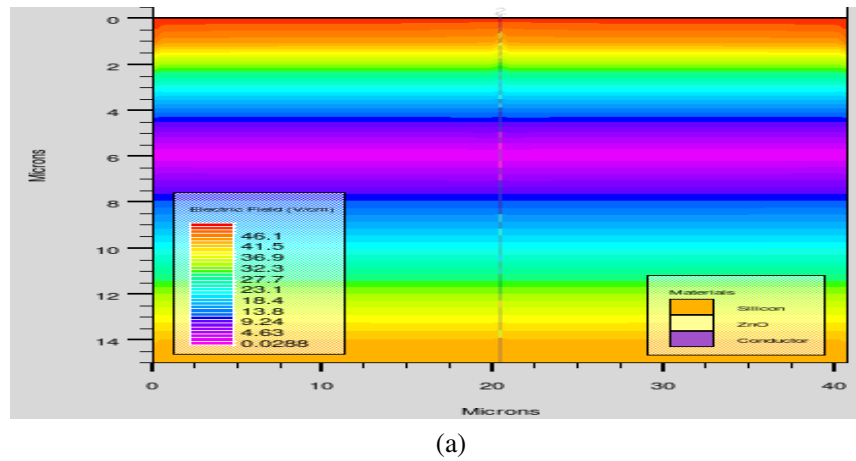 0
2
4
6
8
10
12
14
Microns
Electric Field (V/cm)
46.1
41.5
36.9
32.3
27.7
23.1
18.4
13.8
9.24
4.63
0.0288
Materials
Silicon
ZnO
Conductor
0 10 20 30 40
Microns
(a)